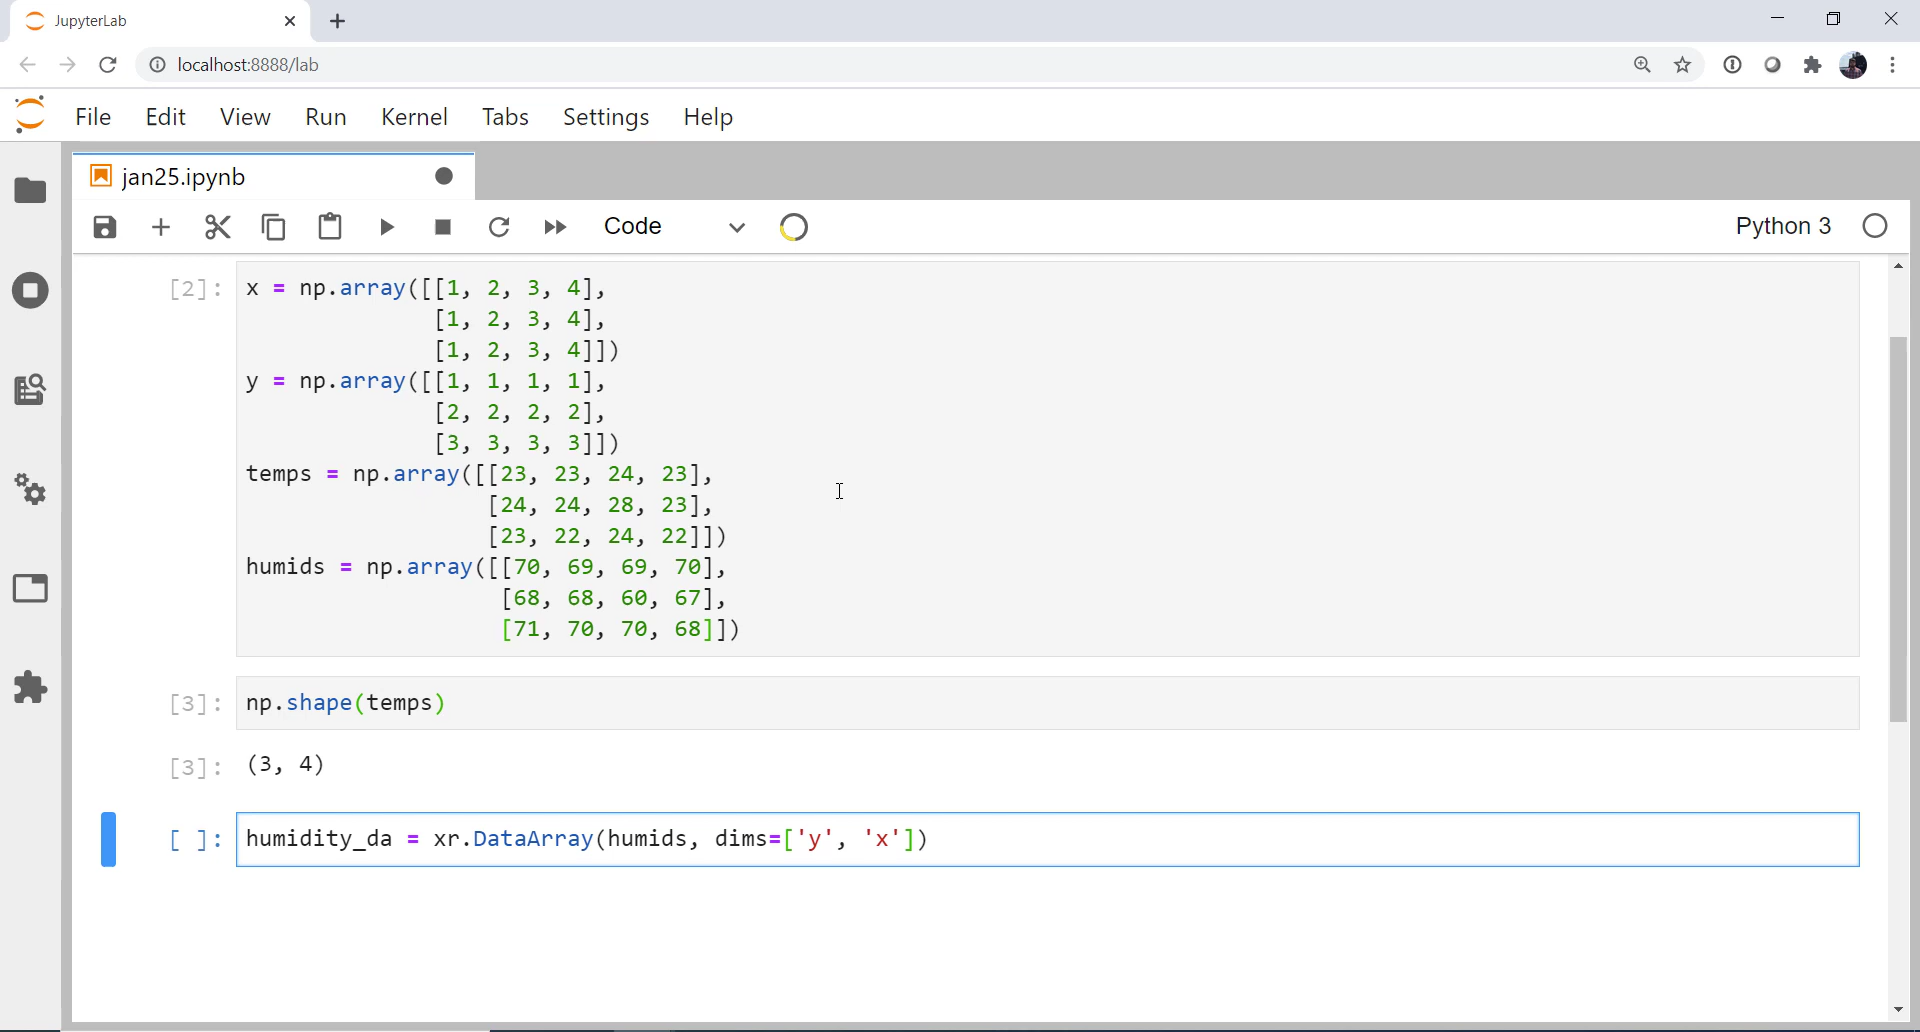 JupyterLab
localhost:8888/lab
File Edit View Run Kernel Tabs Settings Help
jan25.ipynb
Code
Python 3
[2]: x = np.array([[1, 2, 3, 4],
[1, 2, 3, 4],
[1, 2, 3, 4]])
y = np.array([[1, 1, 1, 1],
[2, 2, 2, 2],
[3, 3, 3, 3]])
temps = np.array([[23, 23, 24, 23],
[24, 24, 28, 23],
[23, 22, 24, 22]])
humids = np.array([[70, 69, 69, 70],
[68, 68, 60, 67],
[71, 70, 70, 68]])
[3]: np.shape(temps)
[3]: (3, 4)
[ ]: humidity_da = xr.DataArray(humids, dims=['y', 'x'])